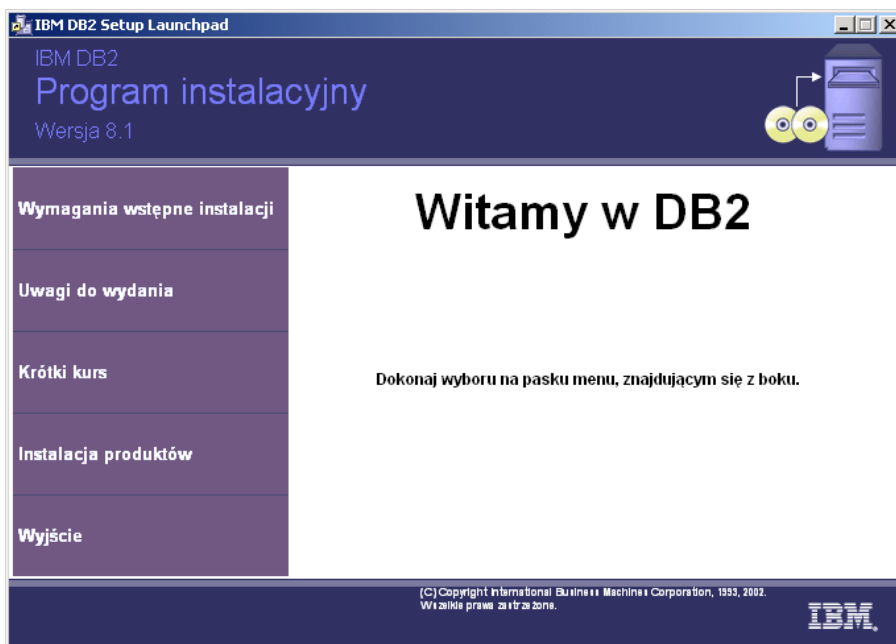 IBM DB2 Setup Launchpad
IBM DB2
Program instalacyjny
Wersja 8.1
Wymagania wstępne instalacji
Uwagi do wydania
Krótki kurs
Instalacja produktów
Wyjście
Witamy w DB2
Dokonaj wyboru na pasku menu, znajdującym się z boku.
(C) Copyright International Business Machines Corporation, 1993, 2002.
Wszelkie prawa zastrzeżone.
IBM